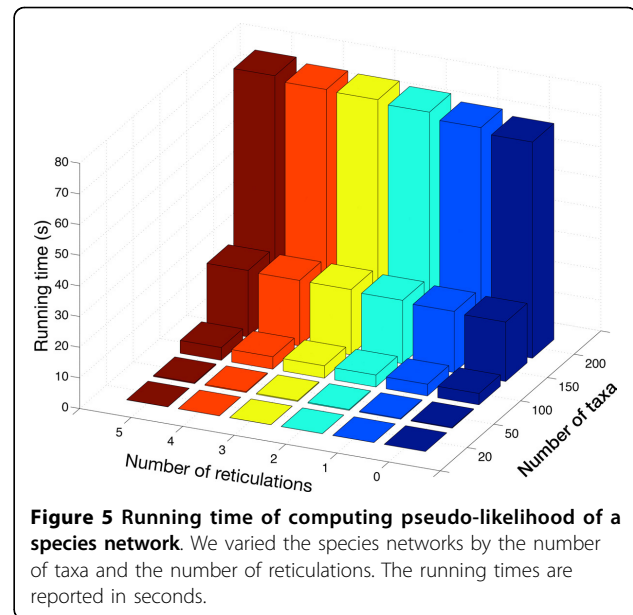 80
70
60
50
40
30
20
10
0
Running time (s)
5
4
3
2
1
0
Number of reticulations
20
50
100
150
200
Number of taxa
Figure 5 Running time of computing pseudo-likelihood of a
species network. We varied the species networks by the number
of taxa and the number of reticulations. The running times are
reported in seconds.